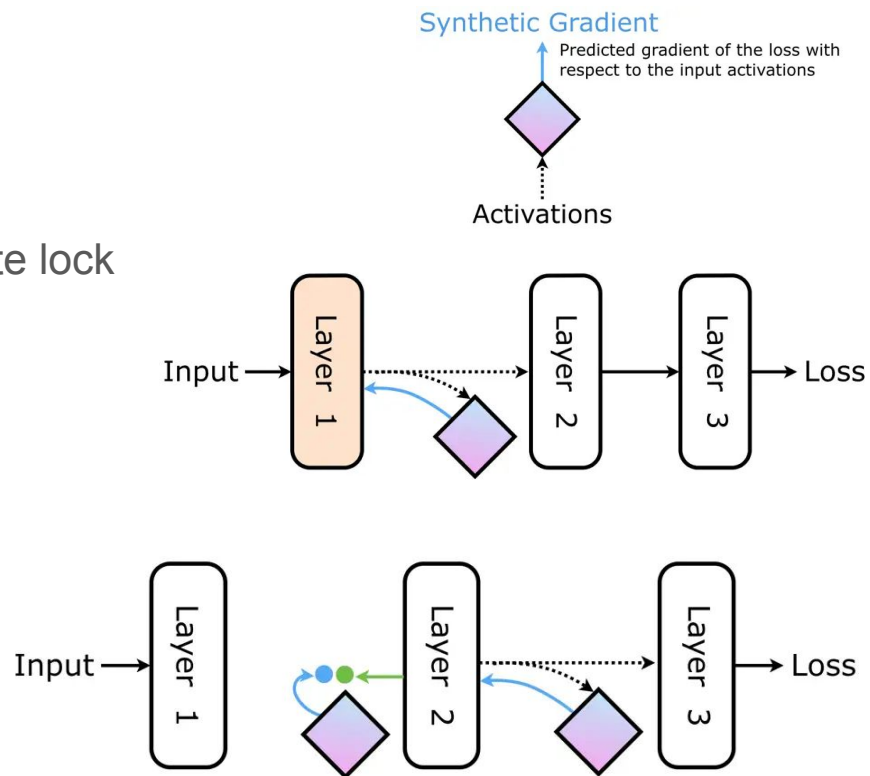 Synthetic Gradient
Predicted gradient of the loss with
respect to the input activations
Activations
lock
Input
Layer 1
Layer 2
Layer 3
Loss
Input
Layer 1
Layer 2
Layer 3
Loss